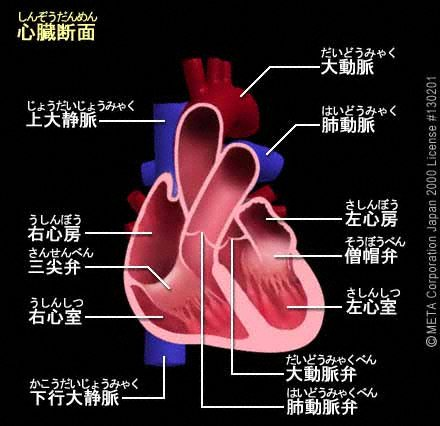 しんぞうだんめん
心臓断面
だいどうみゃく
大動脈
じょうだいじょうみゃく
上大静脈
はいどうみゃく
肺動脈
うしんぼう
右心房
さしんぼう
左心房
さんせんべん
三尖弁
そうぼうべん
僧帽弁
うしんしつ
右心室
さしんしつ
左心室
かこうだいじょうみゃく
下行大静脈
だいどうみゃくべん
大動脈弁
はいどうみゃくべん
肺動脈弁
©META Corporation Japan 2000 License #130201